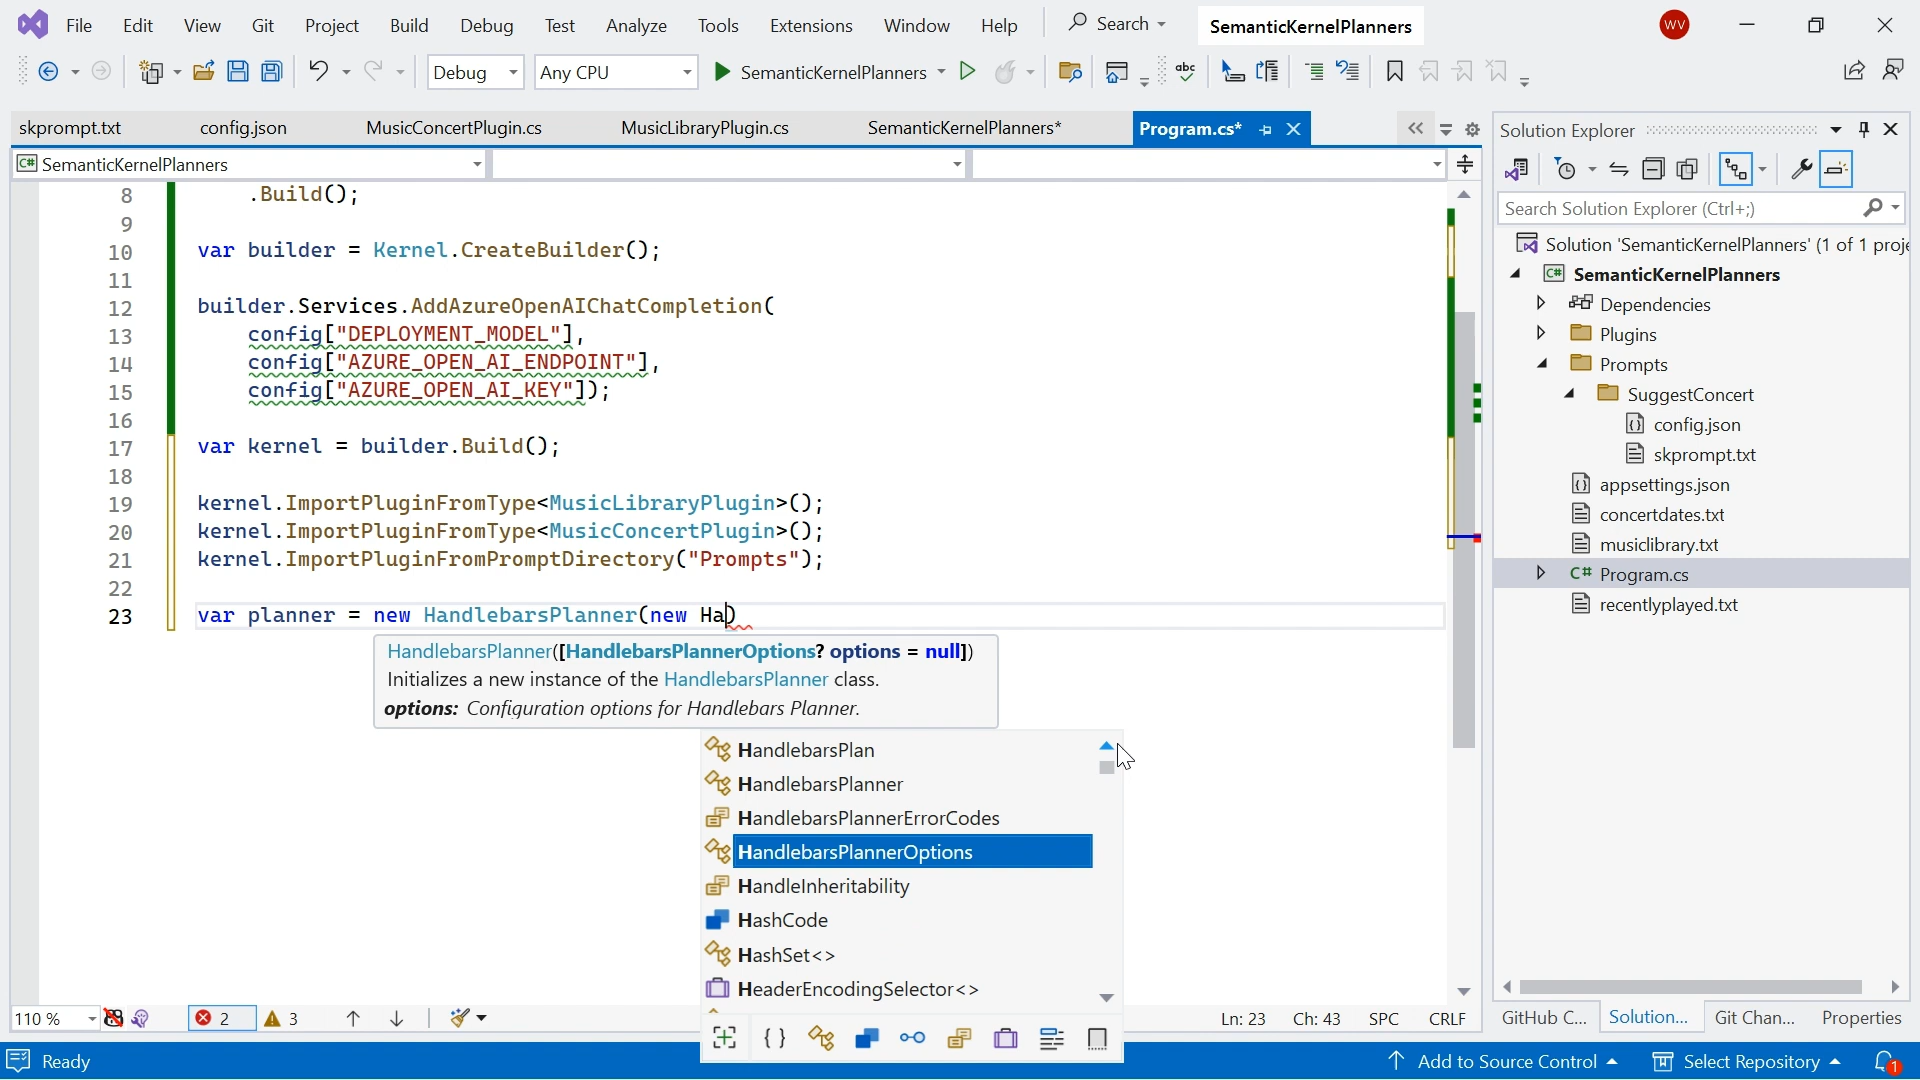 File Edit View Git Project Build Debug Test Analyze Tools Extensions Window Help Search SemanticKernelPlanners WV
Debug Any CPU SemanticKernelPlanners abc
skprompt.txt config.json MusicConcertPlugin.cs MusicLibraryPlugin.cs SemanticKernelPlanners* Program.cs*
C# SemanticKernelPlanners
8 .Build();
9
10 var builder = Kernel.CreateBuilder();
11
12 builder.Services.AddAzureOpenAIChatCompletion(
13 config["DEPLOYMENT_MODEL"],
14 config["AZURE_OPEN_AI_ENDPOINT"],
15 config["AZURE_OPEN_AI_KEY"]);
16
17 var kernel = builder.Build();
18
19 kernel.ImportPluginFromType<MusicLibraryPlugin>();
20 kernel.ImportPluginFromType<MusicConcertPlugin>();
21 kernel.ImportPluginFromPromptDirectory("Prompts");
22
23 var planner = new HandlebarsPlanner(new Ha)
HandlebarsPlanner([HandlebarsPlannerOptions? options = null])
Initializes a new instance of the HandlebarsPlanner class.
options: Configuration options for Handlebars Planner.
HandlebarsPlan
HandlebarsPlanner
HandlebarsPlannerErrorCodes
HandlebarsPlannerOptions
HandleInheritability
HashCode
HashSet<>
HeaderEncodingSelector<>
Solution Explorer
Search Solution Explorer (Ctrl+;)
Solution 'SemanticKernelPlanners' (1 of 1 proje
C# SemanticKernelPlanners
Dependencies
Plugins
Prompts
SuggestConcert
config.json
skprompt.txt
appsettings.json
concertdates.txt
musiclibrary.txt
C# Program.cs
recentlyplayed.txt
110 % 2 3 Ln: 23 Ch: 43 SPC CRLF
GitHub C... Solution... Git Chan... Properties
Ready Add to Source Control Select Repository 1